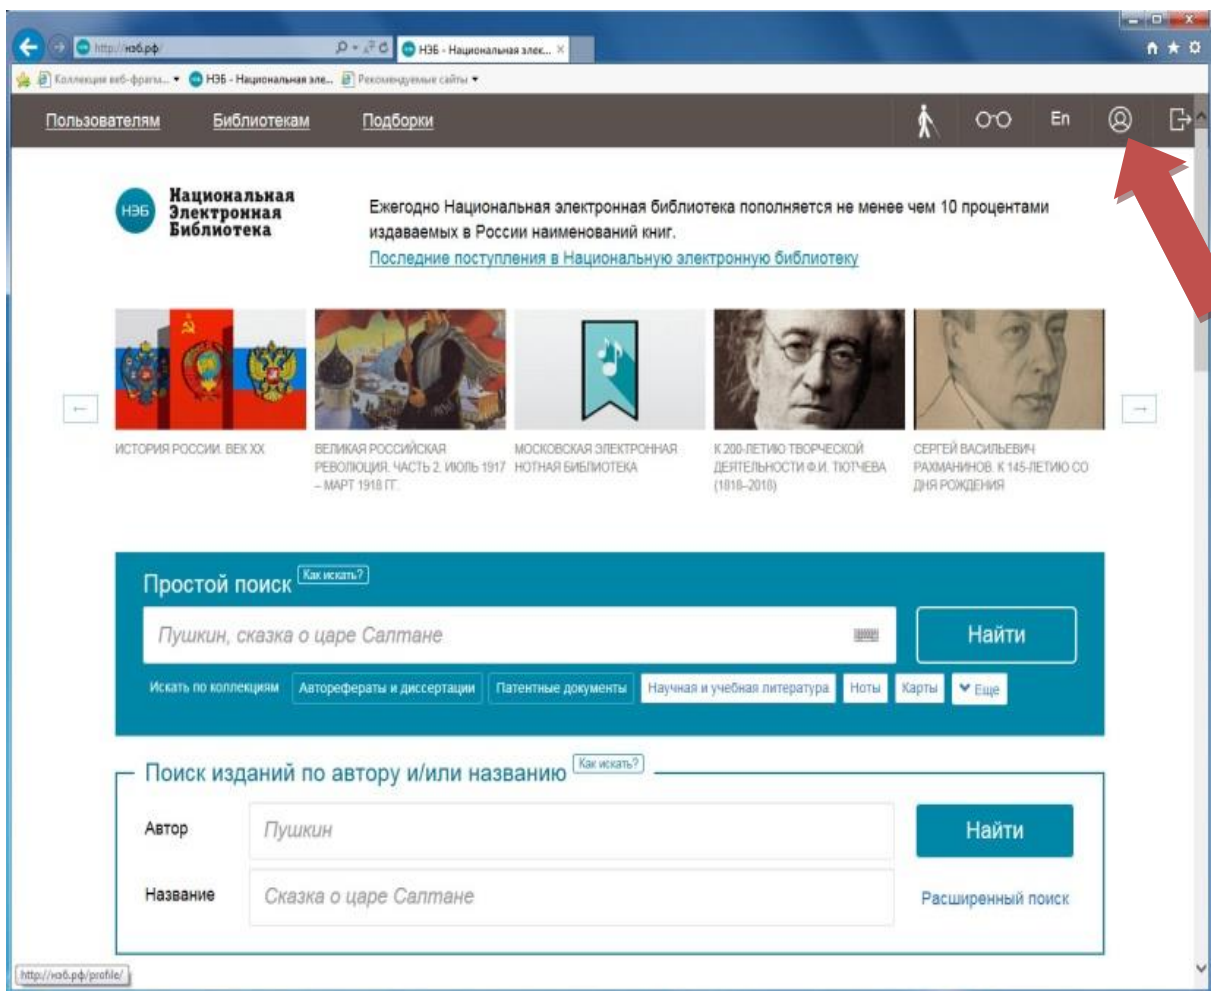 http://нэб.рф/
НЭБ - Национальная элек...
Коллекция веб-фрагм...
НЭБ - Национальная эле...
Рекомендуемые сайты
Пользователям Библиотекам Подборки En
НЭБ
Национальная
Электронная
Библиотека
Ежегодно Национальная электронная библиотека пополняется не менее чем 10 процентами
издаваемых в России наименований книг.
Последние поступления в Национальную электронную библиотеку
ИСТОРИЯ РОССИИ. ВЕК XX
ВЕЛИКАЯ РОССИЙСКАЯ
РЕВОЛЮЦИЯ. ЧАСТЬ 2. ИЮЛЬ 1917
– МАРТ 1918 ГГ.
МОСКОВСКАЯ ЭЛЕКТРОННАЯ
НОТНАЯ БИБЛИОТЕКА
К 200-ЛЕТИЮ ТВОРЧЕСКОЙ
ДЕЯТЕЛЬНОСТИ Ф.И. ТЮТЧЕВА
(1818–2018)
СЕРГЕЙ ВАСИЛЬЕВИЧ
РАХМАНИНОВ. К 145-ЛЕТИЮ СО
ДНЯ РОЖДЕНИЯ
Простой поиск Как искать?
Пушкин, сказка о царе Салтане Найти
Искать по коллекциям Авторефераты и диссертации Патентные документы Научная и учебная литература Ноты Карты Еще
Поиск изданий по автору и/или названию Как искать?
Автор Пушкин Найти
Название Сказка о царе Салтане Расширенный поиск
http://нэб.рф/profile/